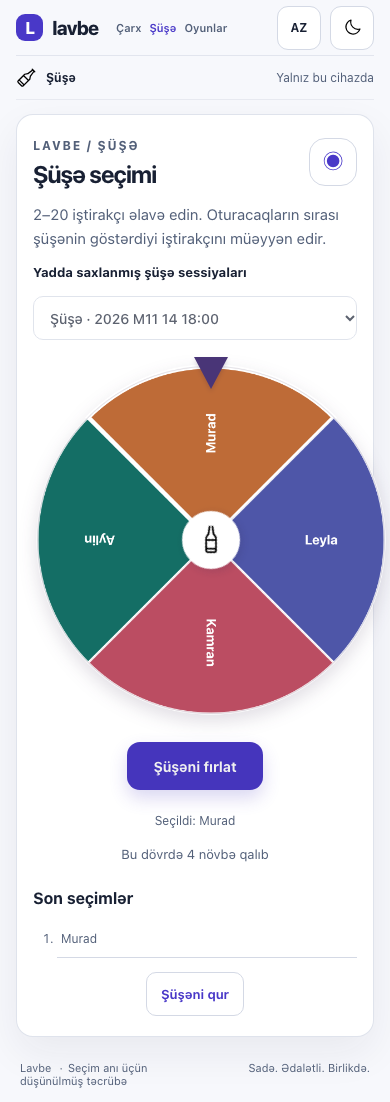 L lavbe Çarx Şüşə Oyunlar AZ
Şüşə Yalnız bu cihazda
LAVBE / ŞÜŞƏ
Şüşə seçimi
2–20 iştirakçı əlavə edin. Oturacaqların sırası
şüşənin göstərdiyi iştirakçını müəyyən edir.
Yadda saxlanmış şüşə sessiyaları
Şüşə · 2026 M11 14 18:00
Murad
Aylin
Leyla
Kamran
Şüşəni fırlat
Seçildi: Murad
Bu dövrdə 4 növbə qalıb
Son seçimlər
1. Murad
Şüşəni qur
Lavbe · Seçim anı üçün
düşünülmüş təcrübə
Sadə. Ədalətli. Birlikdə.